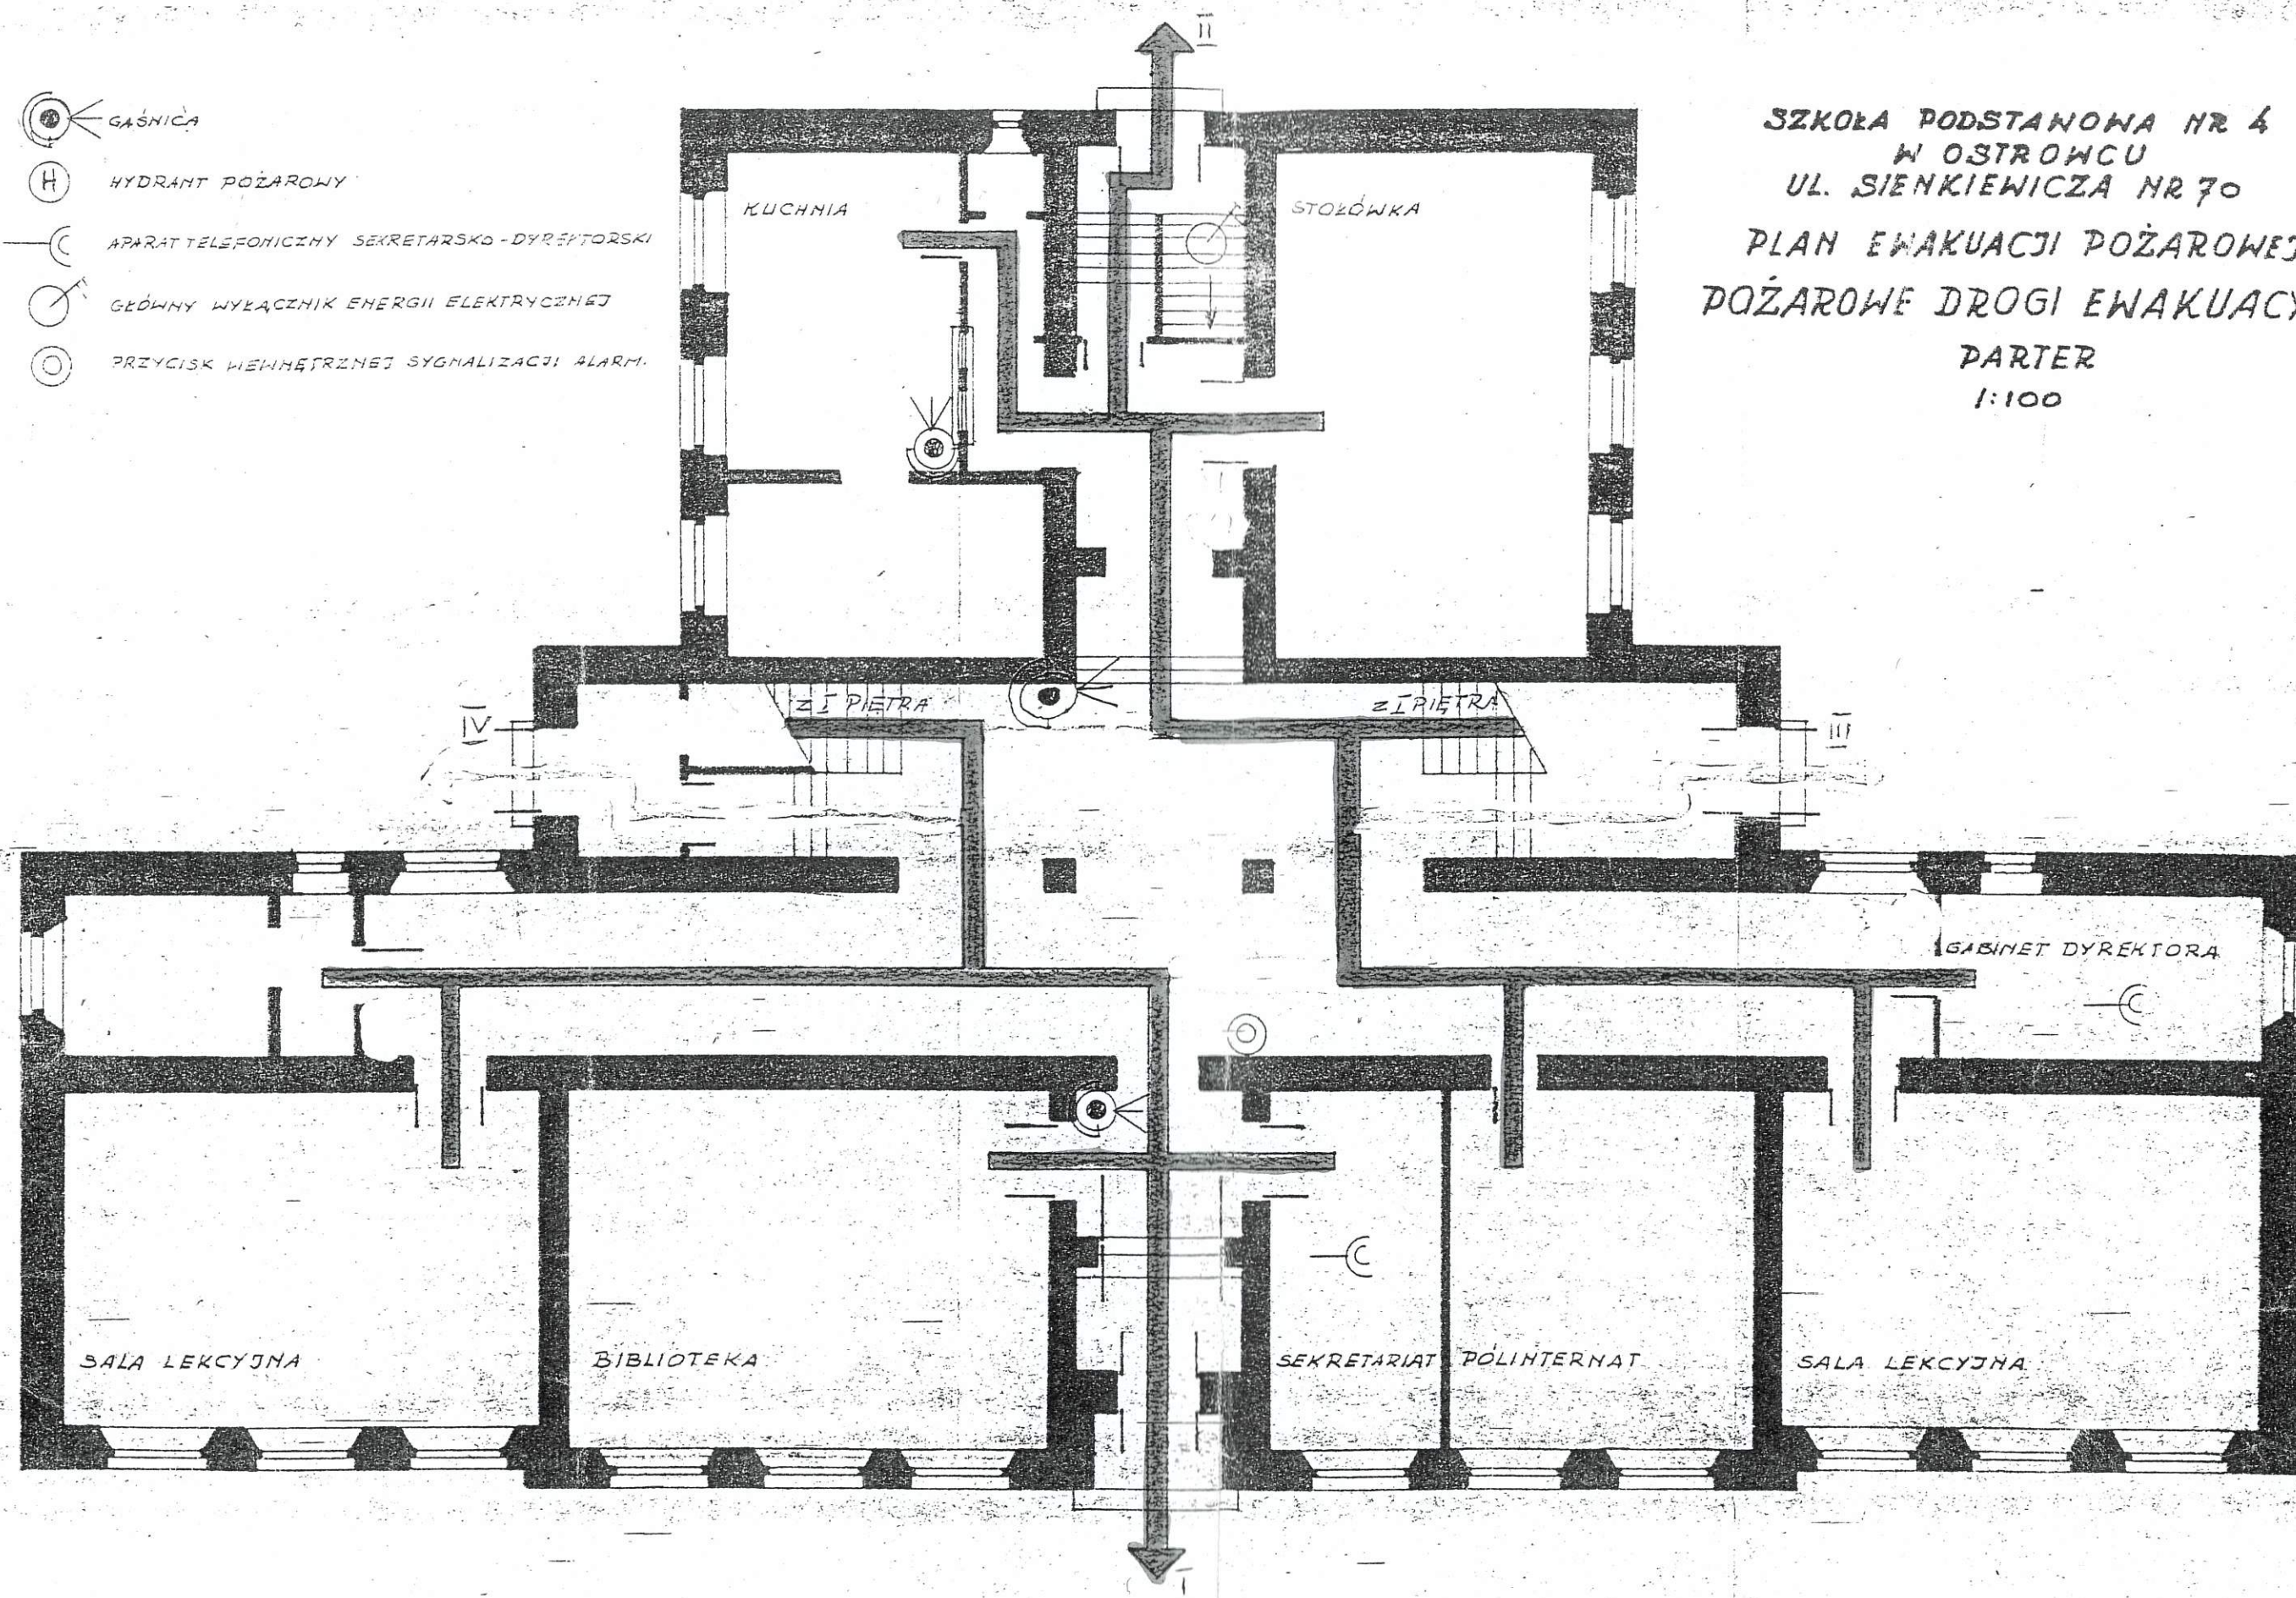 II
GAŚNICA
H HYDRANT POŻAROWY
APARAT TELEFONICZNY SEKRETARSKO-DYREKTORSKI
GŁÓWNY WYŁĄCZNIK ENERGII ELEKTRYCZNEJ
PRZYCISK WEWNĘTRZNEJ SYGNALIZACJI ALARM.
SZKOŁA PODSTAWOWA NR 4
W OSTROWCU
UL. SIENKIEWICZA NR 70
PLAN EWAKUACJI POŻAROWEJ
POŻAROWE DROGI EWAKUACY
PARTER
1:100
KUCHNIA
STOŁÓWKA
Z I PIĘTRA
Z I PIĘTRA
IV
III
GABINET DYREKTORA
SALA LEKCYJNA
BIBLIOTEKA
SEKRETARIAT
PÓLINTERNAT
SALA LEKCYJNA
I